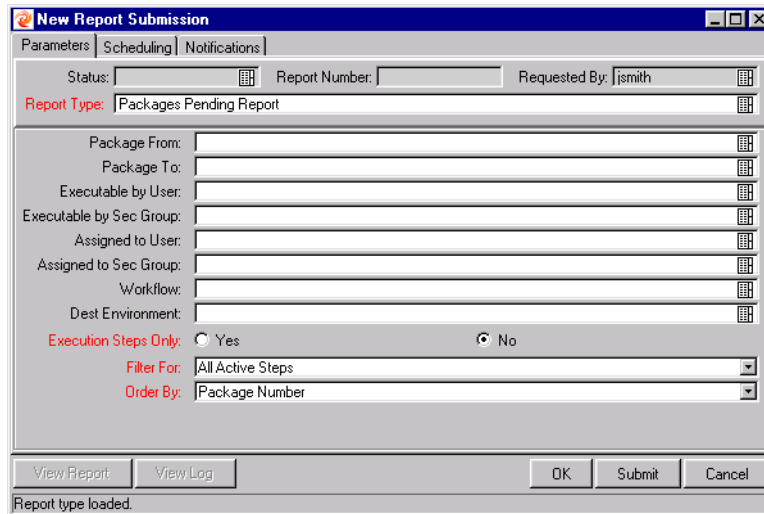 New Report Submission
Parameters Scheduling Notifications
Status: Report Number: Requested By: jsmith
Report Type: Packages Pending Report
Package From:
Package To:
Executable by User:
Executable by Sec Group:
Assigned to User:
Assigned to Sec Group:
Workflow:
Dest Environment:
Execution Steps Only: Yes No
Filter For: All Active Steps
Order By: Package Number
View Report View Log OK Submit Cancel
Report type loaded.